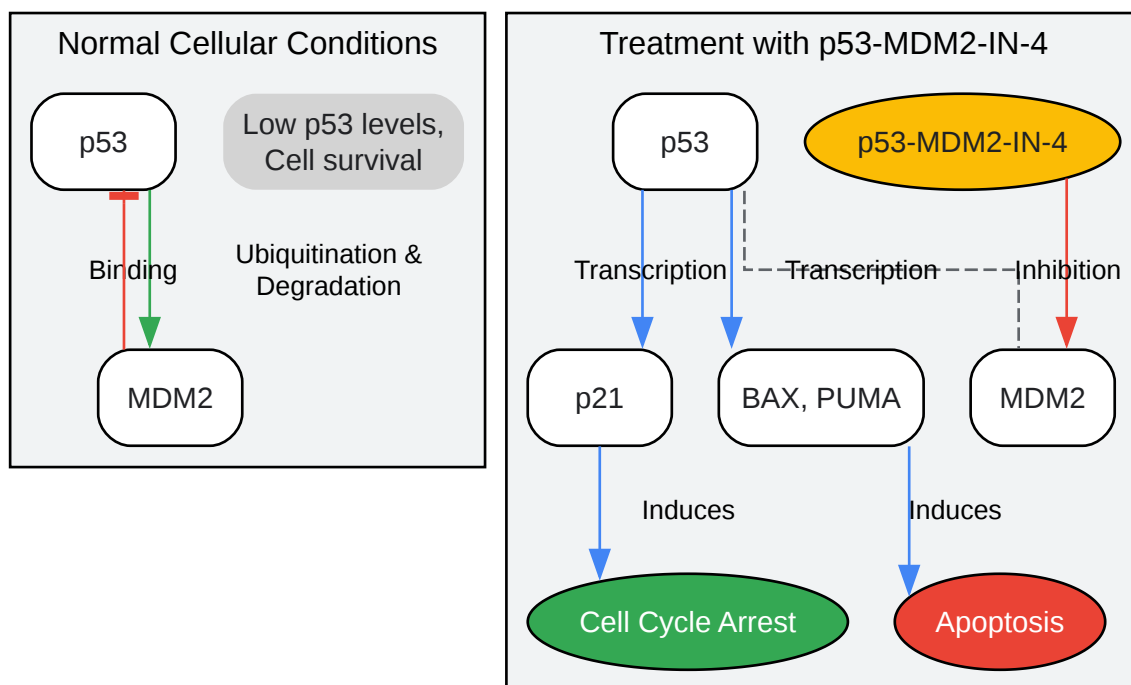 Normal Cellular Conditions
p53
Low p53 levels,
Cell survival
Binding
Ubiquitination &
Degradation
MDM2
Treatment with p53-MDM2-IN-4
p53
p53-MDM2-IN-4
Transcription
Transcription
Inhibition
p21
BAX, PUMA
MDM2
Induces
Induces
Cell Cycle Arrest
Apoptosis